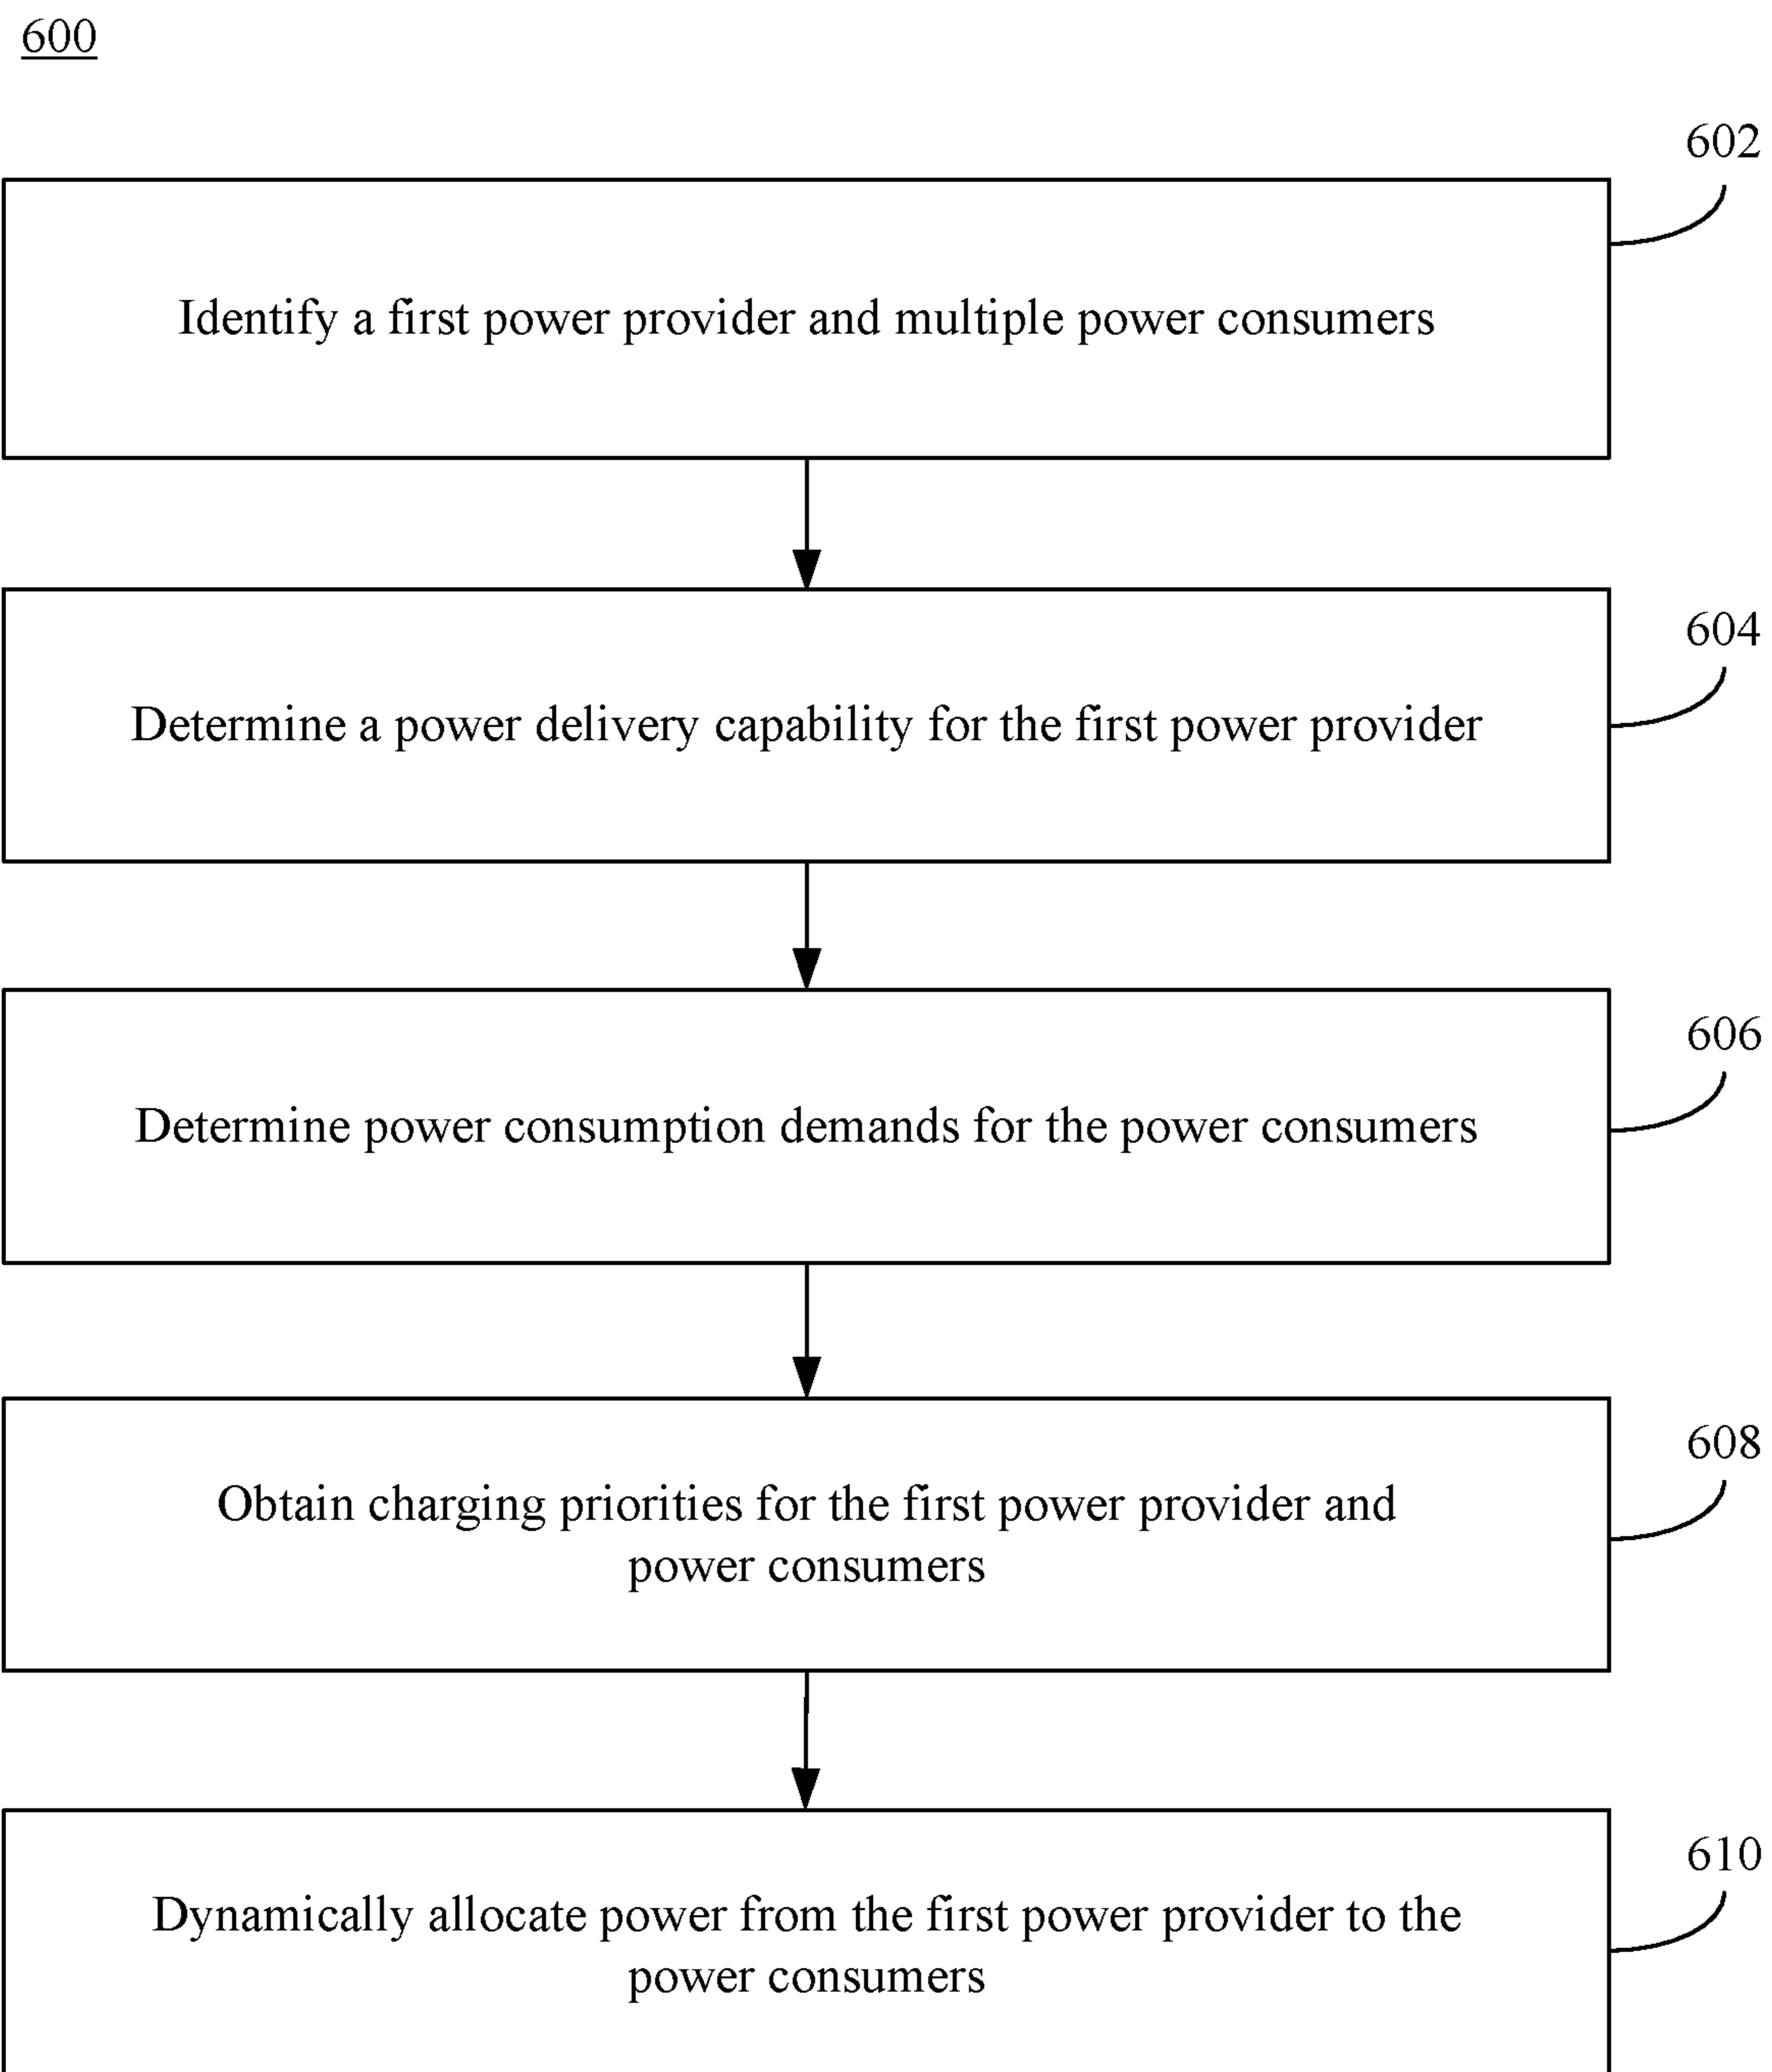 600
602
Identify a first power provider and multiple power consumers
604
Determine a power delivery capability for the first power provider
606
Determine power consumption demands for the power consumers
608
Obtain charging priorities for the first power provider and
power consumers
610
Dynamically allocate power from the first power provider to the
power consumers